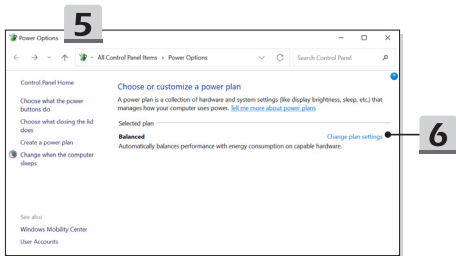 5
Power Options
All Control Panel Items › Power Options
Search Control Panel
Control Panel Home
Choose what the power
buttons do
Choose what closing the lid
does
Create a power plan
Change when the computer
sleeps
See also
Windows Mobility Center
User Accounts
Choose or customize a power plan
A power plan is a collection of hardware and system settings (like display brightness, sleep, etc.) that
manages how your computer uses power. Tell me more about power plans
Selected plan
Balanced
Change plan settings
Automatically balances performance with energy consumption on capable hardware.
6